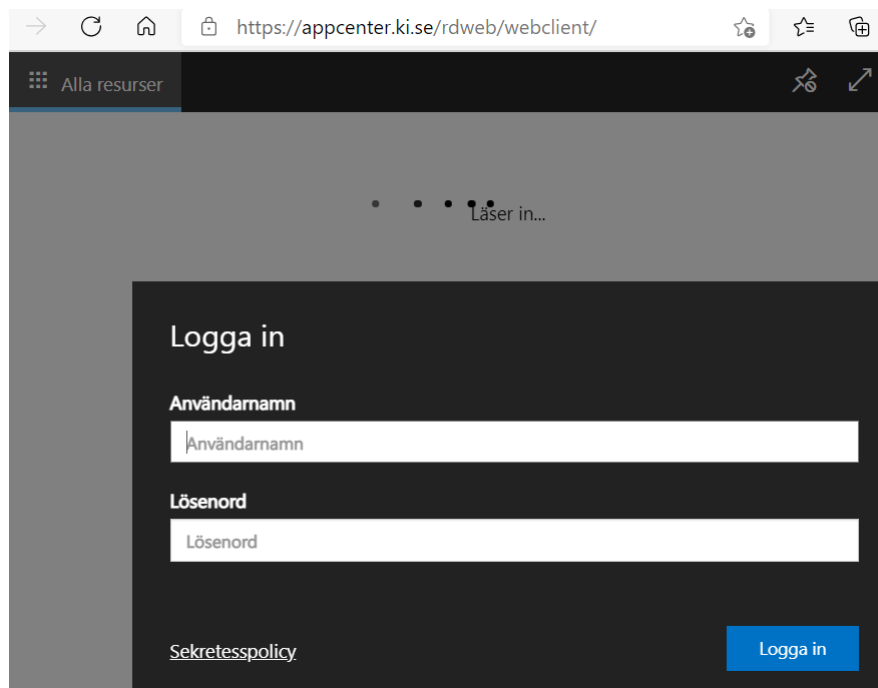 https://appcenter.ki.se/rdweb/webclient/
Alla resurser
Läser in...
Logga in
Användarnamn
Användarnamn
Lösenord
Lösenord
Sekretesspolicy
Logga in